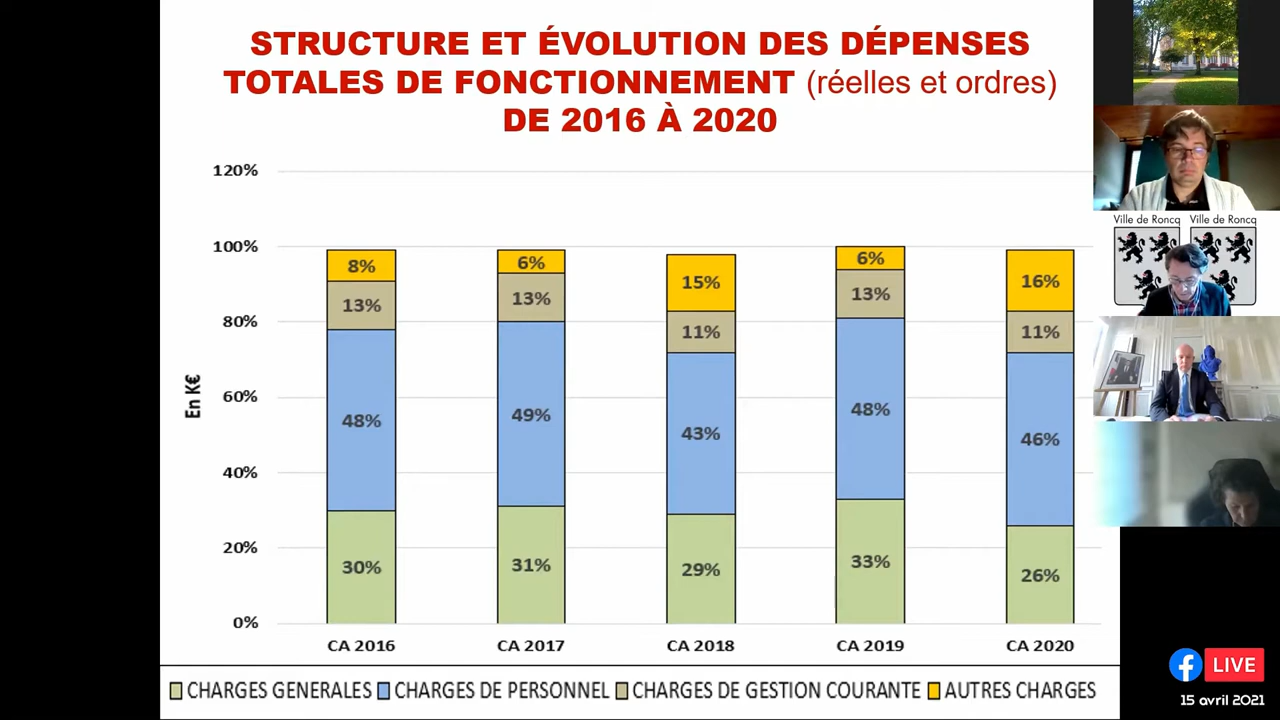 STRUCTURE ET ÉVOLUTION DES DÉPENSES
TOTALES DE FONCTIONNEMENT (réelles et ordres)
DE 2016 À 2020
120%
100%
80%
60%
40%
20%
0%
En K€
8%
13%
48%
30%
6%
13%
49%
31%
15%
11%
43%
29%
6%
13%
48%
33%
16%
11%
46%
26%
CA 2016
CA 2017
CA 2018
CA 2019
CA 2020
CHARGES GENERALES
CHARGES DE PERSONNEL
CHARGES DE GESTION COURANTE
AUTRES CHARGES
Ville de Roncq
Ville de Roncq
LIVE
15 avril 2021